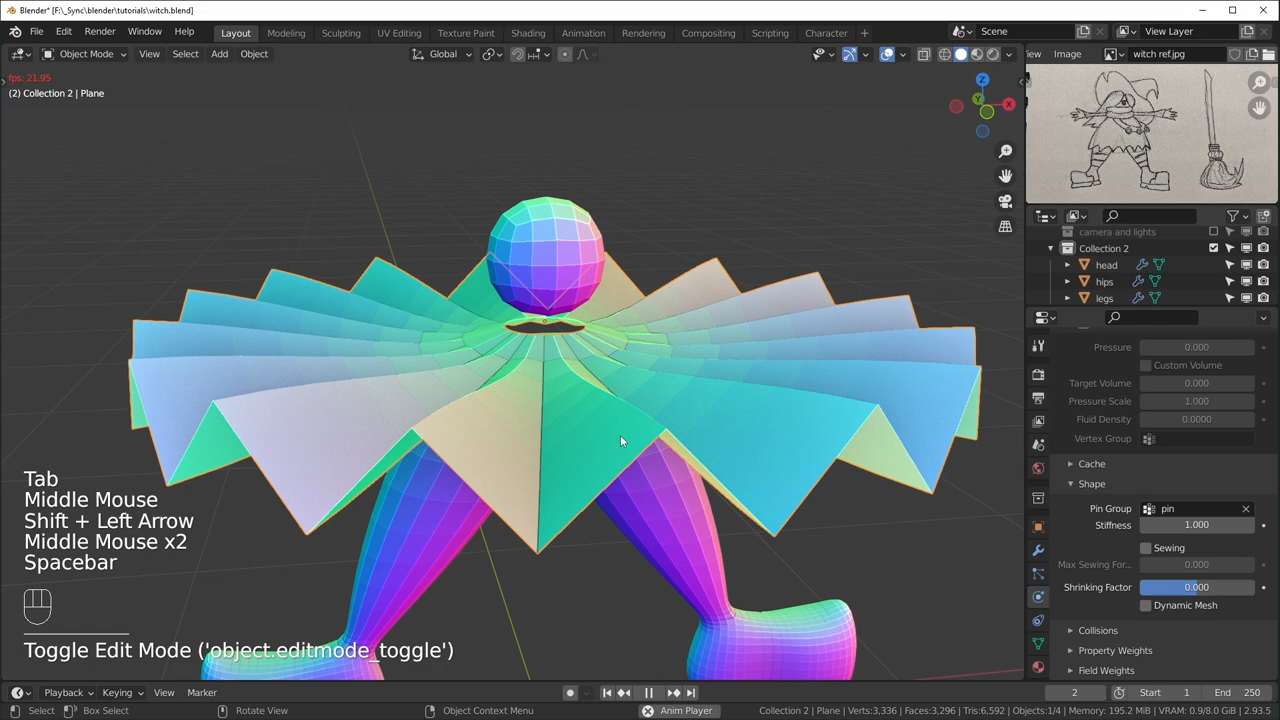 Blender* [F:\_Sync\blender\tutorials\witch.blend]
File Edit Render Window Help Layout Modeling Sculpting UV Editing Texture Paint Shading Animation Rendering Compositing Scripting Character + Scene View Layer
Object Mode View Select Add Object Global iew Image witch ref.jpg
fps: 21.95
(2) Collection 2 | Plane
Z
Y
X
camera and lights
Collection 2
head
hips
legs
Pressure 0.000
Custom Volume
Target Volume 0.000
Pressure Scale 1.000
Fluid Density 0.0000
Vertex Group
Cache
Shape
Pin Group pin
Stiffness 1.000
Sewing
Max Sewing For... 0.000
Shrinking Factor 0.000
Dynamic Mesh
Collisions
Property Weights
Field Weights
Tab
Middle Mouse
Shift + Left Arrow
Middle Mouse x2
Spacebar
Toggle Edit Mode ('object.editmode_toggle')
Playback Keying View Marker 2 Start 1 End 250
Select Box Select Rotate View Object Context Menu Anim Player Collection 2 | Plane | Verts:3,336 | Faces:3,296 | Tris:6,592 | Objects:1/4 | Memory: 195.2 MiB | VRAM: 0.9/8.0 GiB | 2.93.5